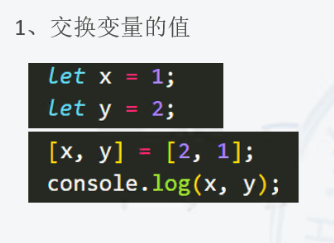 1、交换变量的值
let x = 1;
let y = 2;
[x, y] = [2, 1];
console.log(x, y);